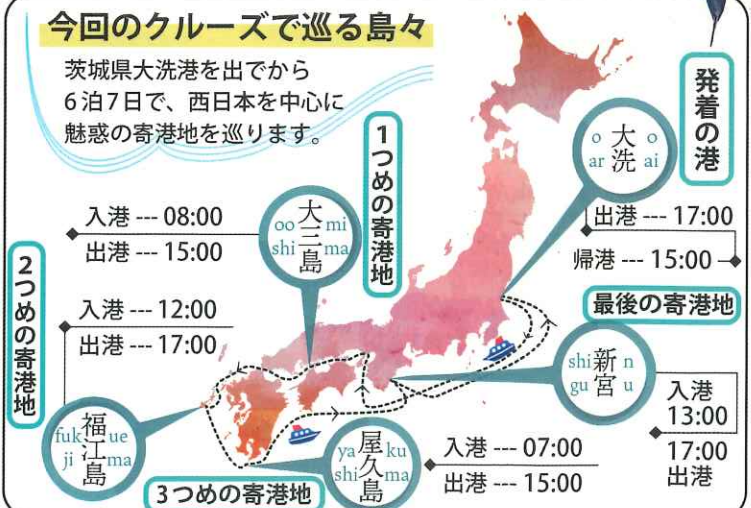 今回のクルーズで巡る島々
茨城県大洗港を出でから
6泊7日で、西日本を中心に
魅惑の寄港地を巡ります。
発着の港
大洗
o ar o ai
出港 --- 17:00
帰港 --- 15:00
1つめの寄港地
大三島
oo shi mi ma
入港 --- 08:00
出港 --- 15:00
2つめの寄港地
入港 --- 12:00
出港 --- 17:00
福江島
fuk ji ue ma
3つめの寄港地
屋久島
ya shi ku ma
入港 --- 07:00
出港 --- 15:00
最後の寄港地
新宮
shi gu n u
入港
13:00
17:00
出港